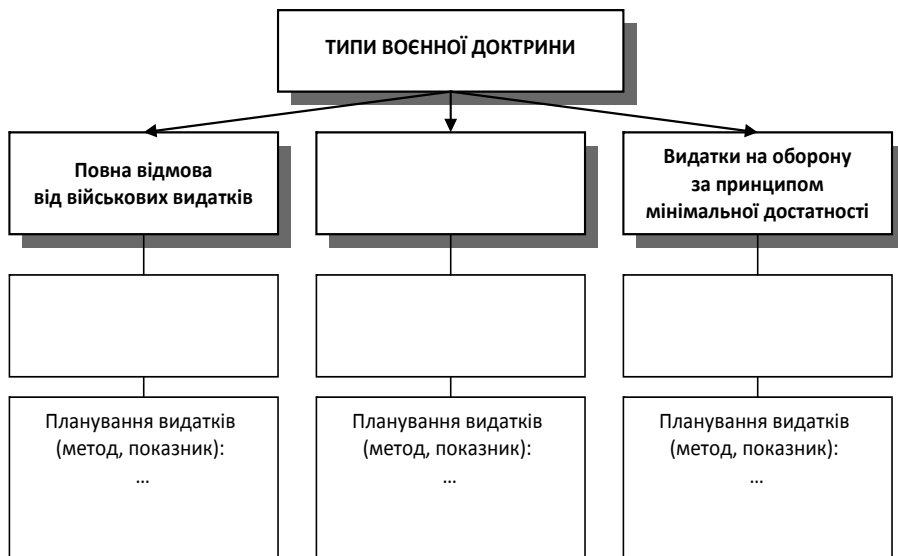 ТИПИ ВОЄННОЇ ДОКТРИНИ
Повна відмова
від військових видатків
Видатки на оборону
за принципом
мінімальної достатності
Планування видатків
(метод, показник):
...
Планування видатків
(метод, показник):
...
Планування видатків
(метод, показник):
...